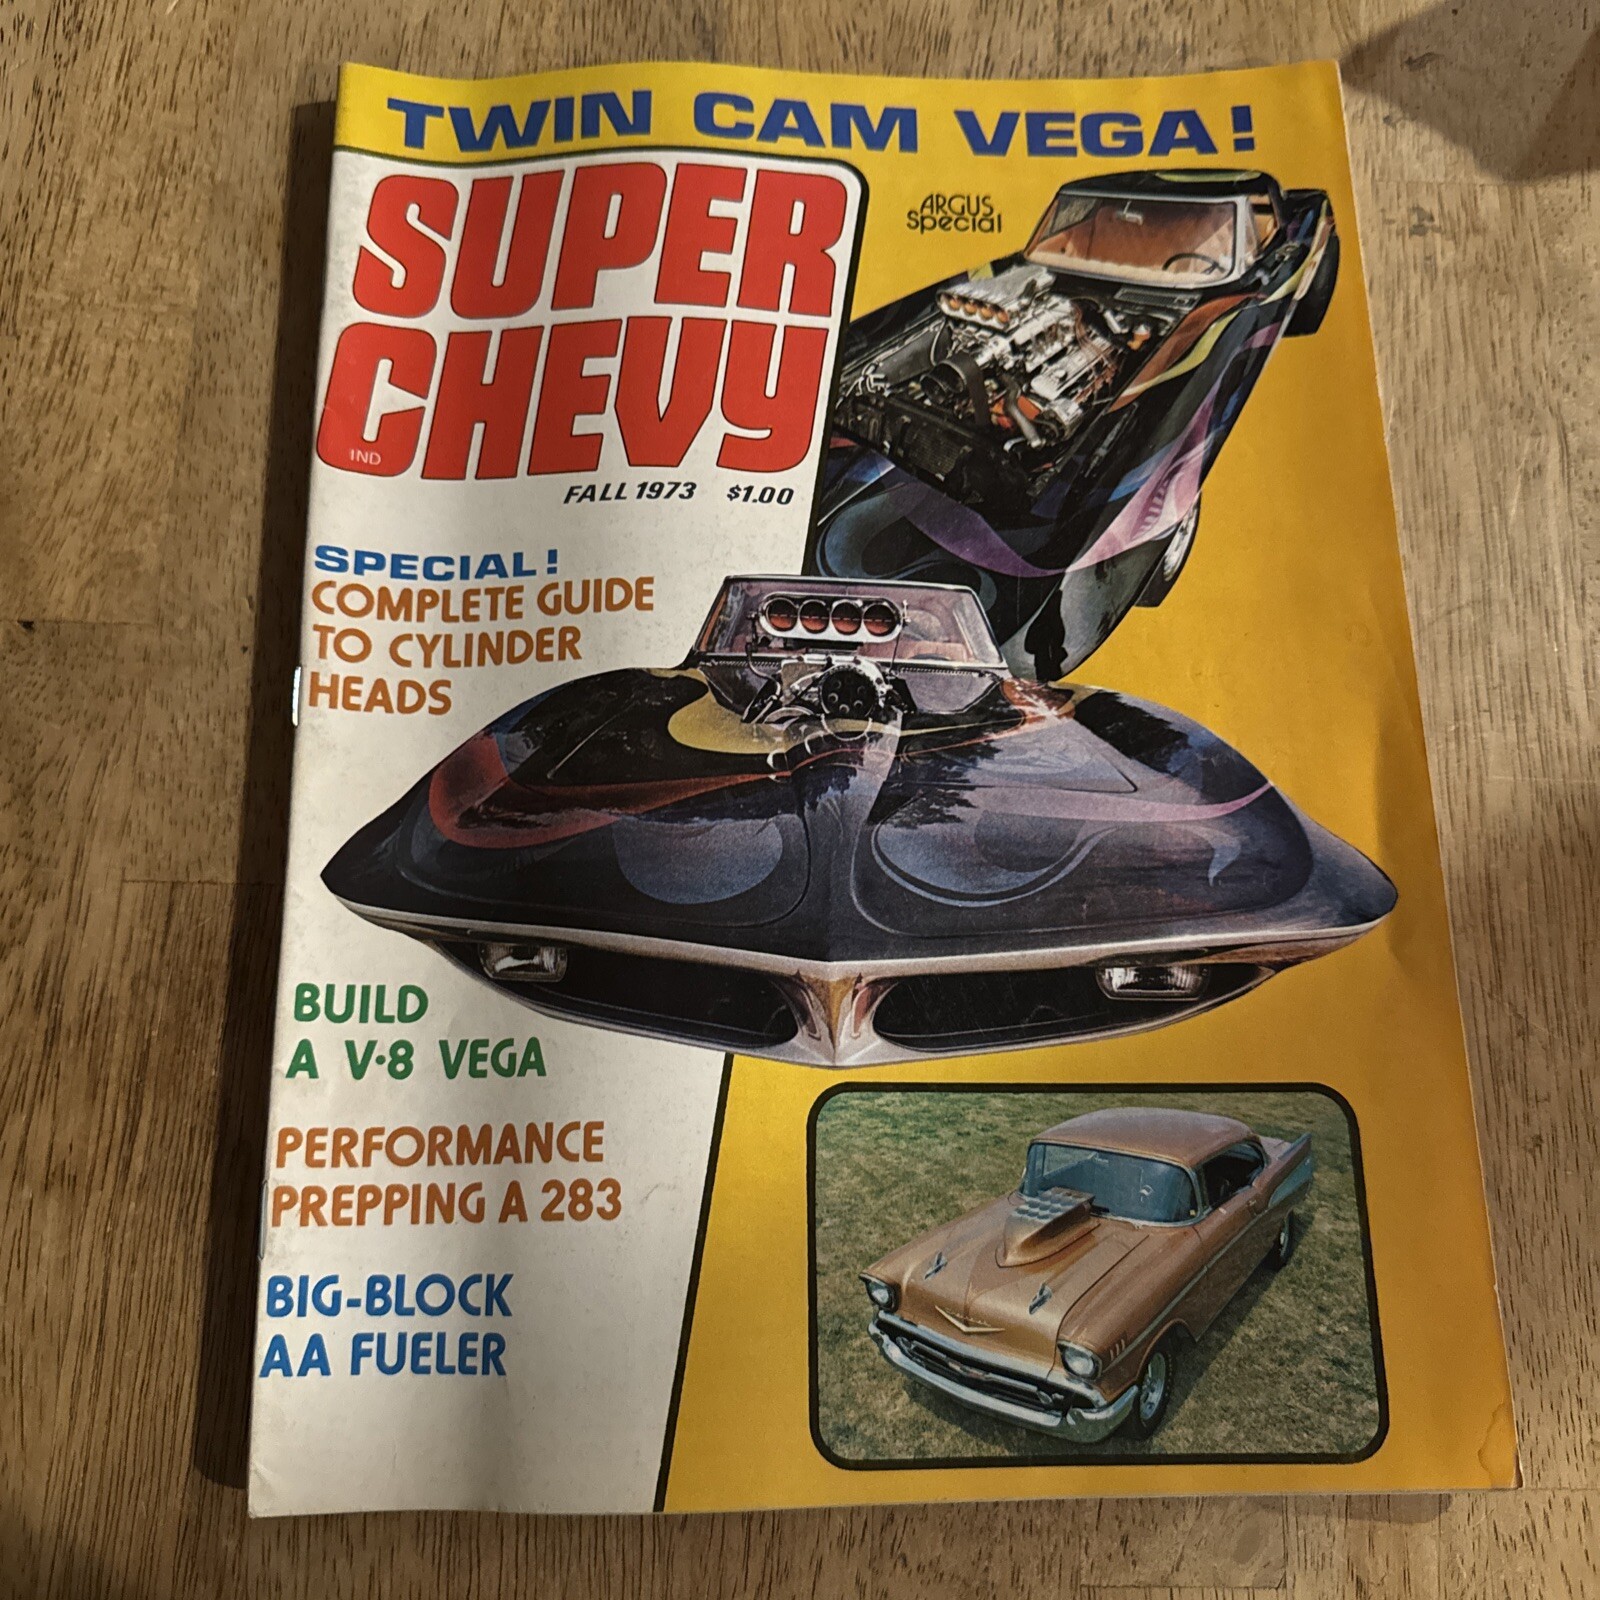 TWIN CAM VEGA!
SUPER
CHEVY
IND
FALL 1973 $1.00
ARGUS
Special
SPECIAL!
COMPLETE GUIDE
TO CYLINDER
HEADS
BUILD
A V·8 VEGA
PERFORMANCE
PREPPING A 283
BIG-BLOCK
AA FUELER